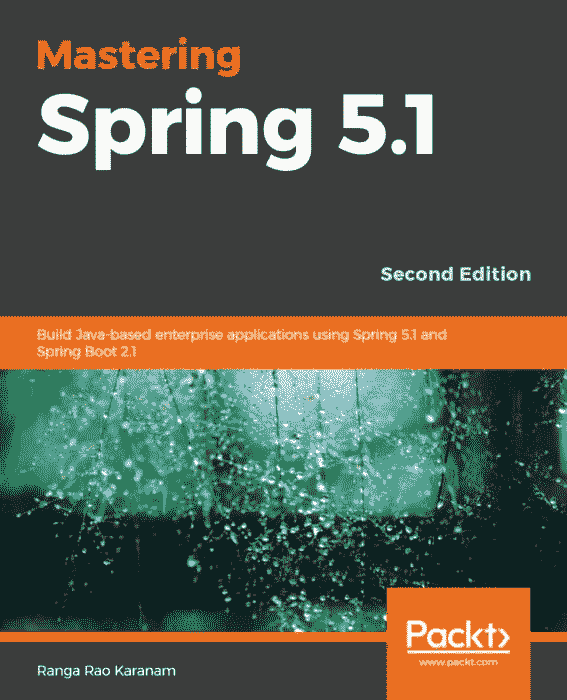 Mastering
Spring 5.1
Second Edition
Build Java-based enterprise applications using Spring 5.1 and
Spring Boot 2.1
Packt>
www.packt.com
Ranga Rao Karanam